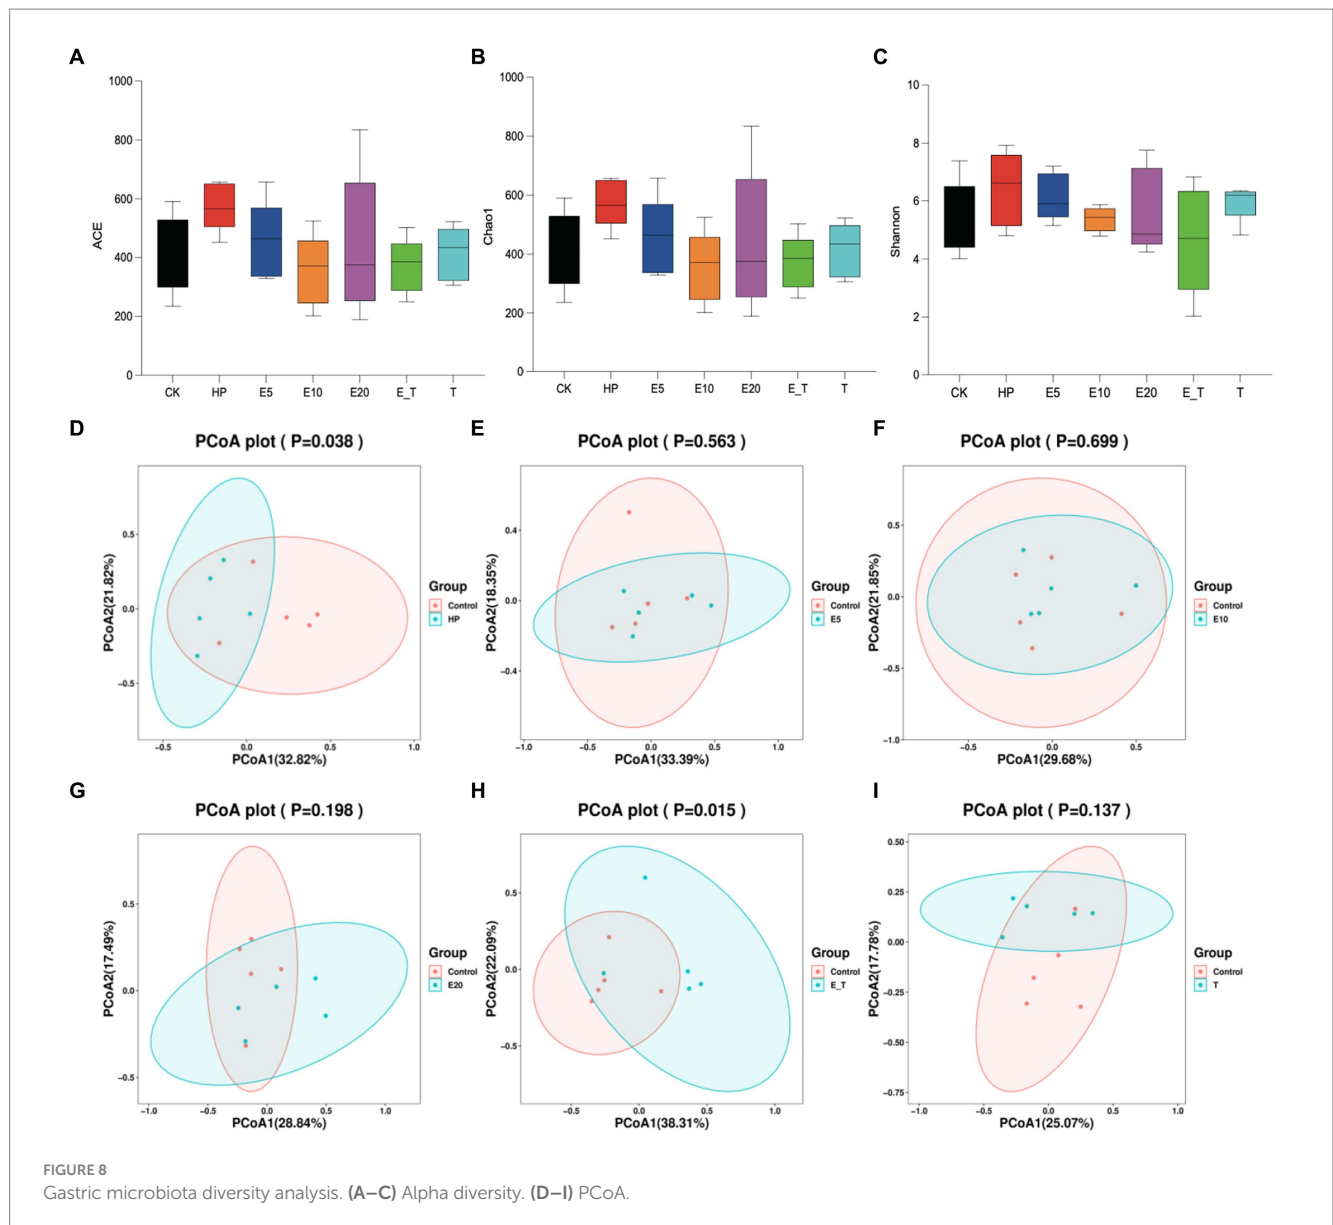 A
1000
800
600
400
200
0
ACE
CK HP E5 E10 E20 E_T T
B
1000
800
600
400
200
0
Chao1
CK HP E5 E10 E20 E_T T
C
10
8
6
4
2
0
Shannon
CK HP E5 E10 E20 E_T T
D
PCoA plot ( P=0.038 )
PCoA2(21.82%)
0.5
0.0
−0.5
−0.5 0.0 0.5 1.0
PCoA1(32.82%)
Group
Control
HP
E
PCoA plot ( P=0.563 )
PCoA2(18.35%)
0.4
0.0
−0.4
−1.0 −0.5 0.0 0.5 1.0
PCoA1(33.39%)
Group
Control
E5
F
PCoA plot ( P=0.699 )
PCoA2(21.85%)
0.5
0.0
−0.5
−1.0
−0.5 0.0 0.5
PCoA1(29.68%)
Group
Control
E10
G
PCoA plot ( P=0.198 )
PCoA2(17.49%)
0.5
0.0
−0.5
−1.0 −0.5 0.0 0.5 1.0
PCoA1(28.84%)
Group
Control
E20
H
PCoA plot ( P=0.015 )
PCoA2(22.09%)
0.5
0.0
−0.5
−0.5 0.0 0.5 1.0
PCoA1(38.31%)
Group
Control
E_T
I
PCoA plot ( P=0.137 )
PCoA2(17.78%)
0.50
0.25
0.00
−0.25
−0.50
−0.75
−1.0 −0.5 0.0 0.5 1.0
PCoA1(25.07%)
Group
Control
T
FIGURE 8
Gastric microbiota diversity analysis. (A–C) Alpha diversity. (D–I) PCoA.